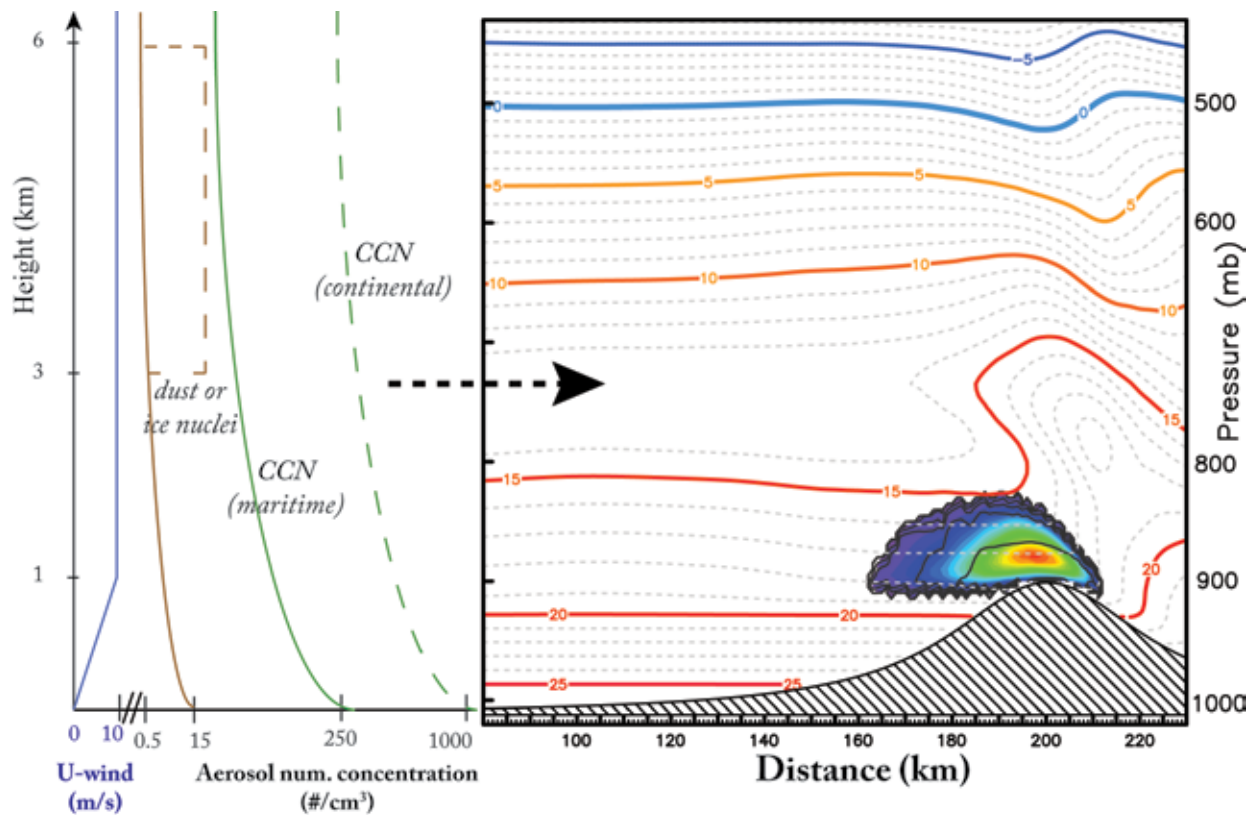 6
3
1
Height (km)
0 10 0.5 15 250 1000
U-wind
(m/s)
Aerosol num. concentration
(#/cm³)
dust or
ice nuclei
CCN
(maritime)
CCN
(continental)
-5
0 0
5 5 5 5
10 10 10 10
15 15 15
20 20 20
25 25
500
600
800
900
1000
Pressure (mb)
100 120 140 160 180 200 220
Distance (km)